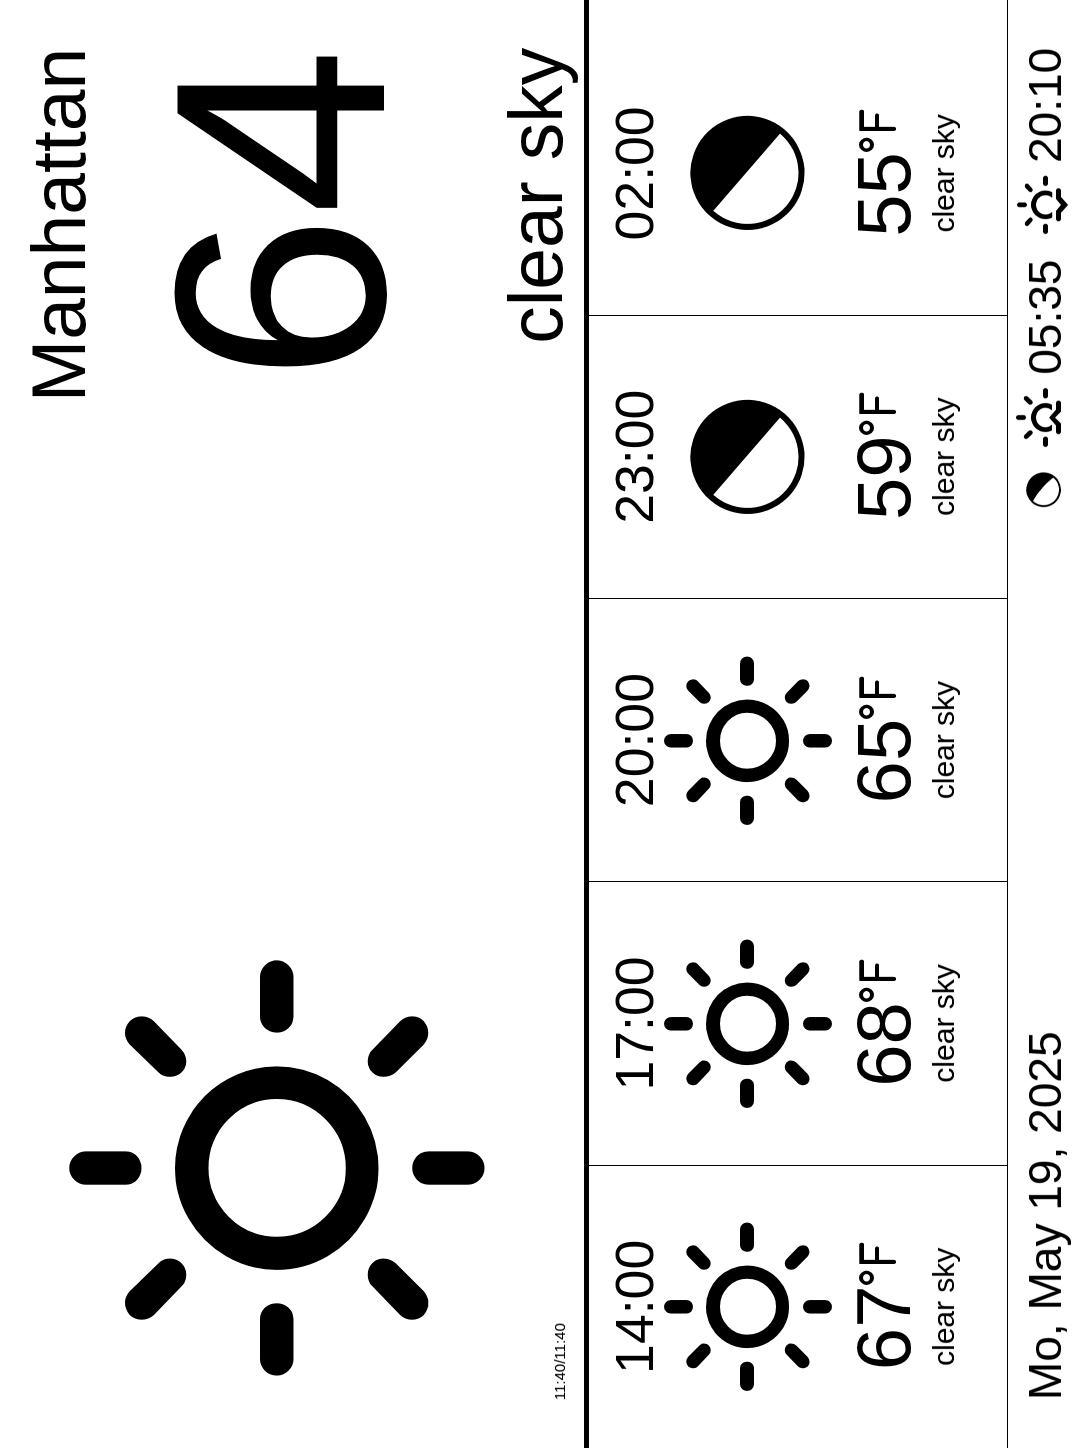 Manhattan
64
clear sky
11:40/11:40
14:00 17:00 20:00 23:00 02:00
67°F 68°F 65°F 59°F 55°F
clear sky clear sky clear sky clear sky clear sky
Mo, May 19, 2025 05:35 20:10